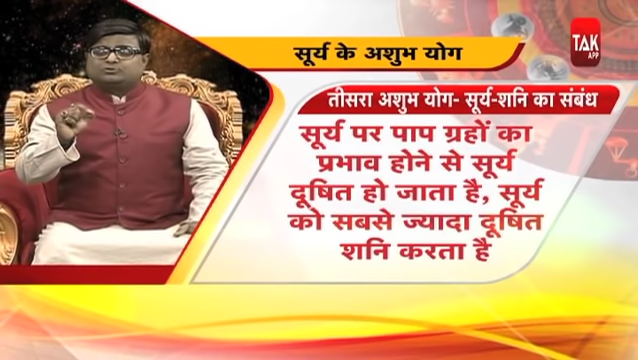 सूर्य के अशुभ योग
TAK
APP
तीसरा अशुभ योग- सूर्य-शनि का संबंध
सूर्य पर पाप ग्रहों का
प्रभाव होने से सूर्य
दूषित हो जाता है, सूर्य
को सबसे ज्यादा दूषित
शनि करता है